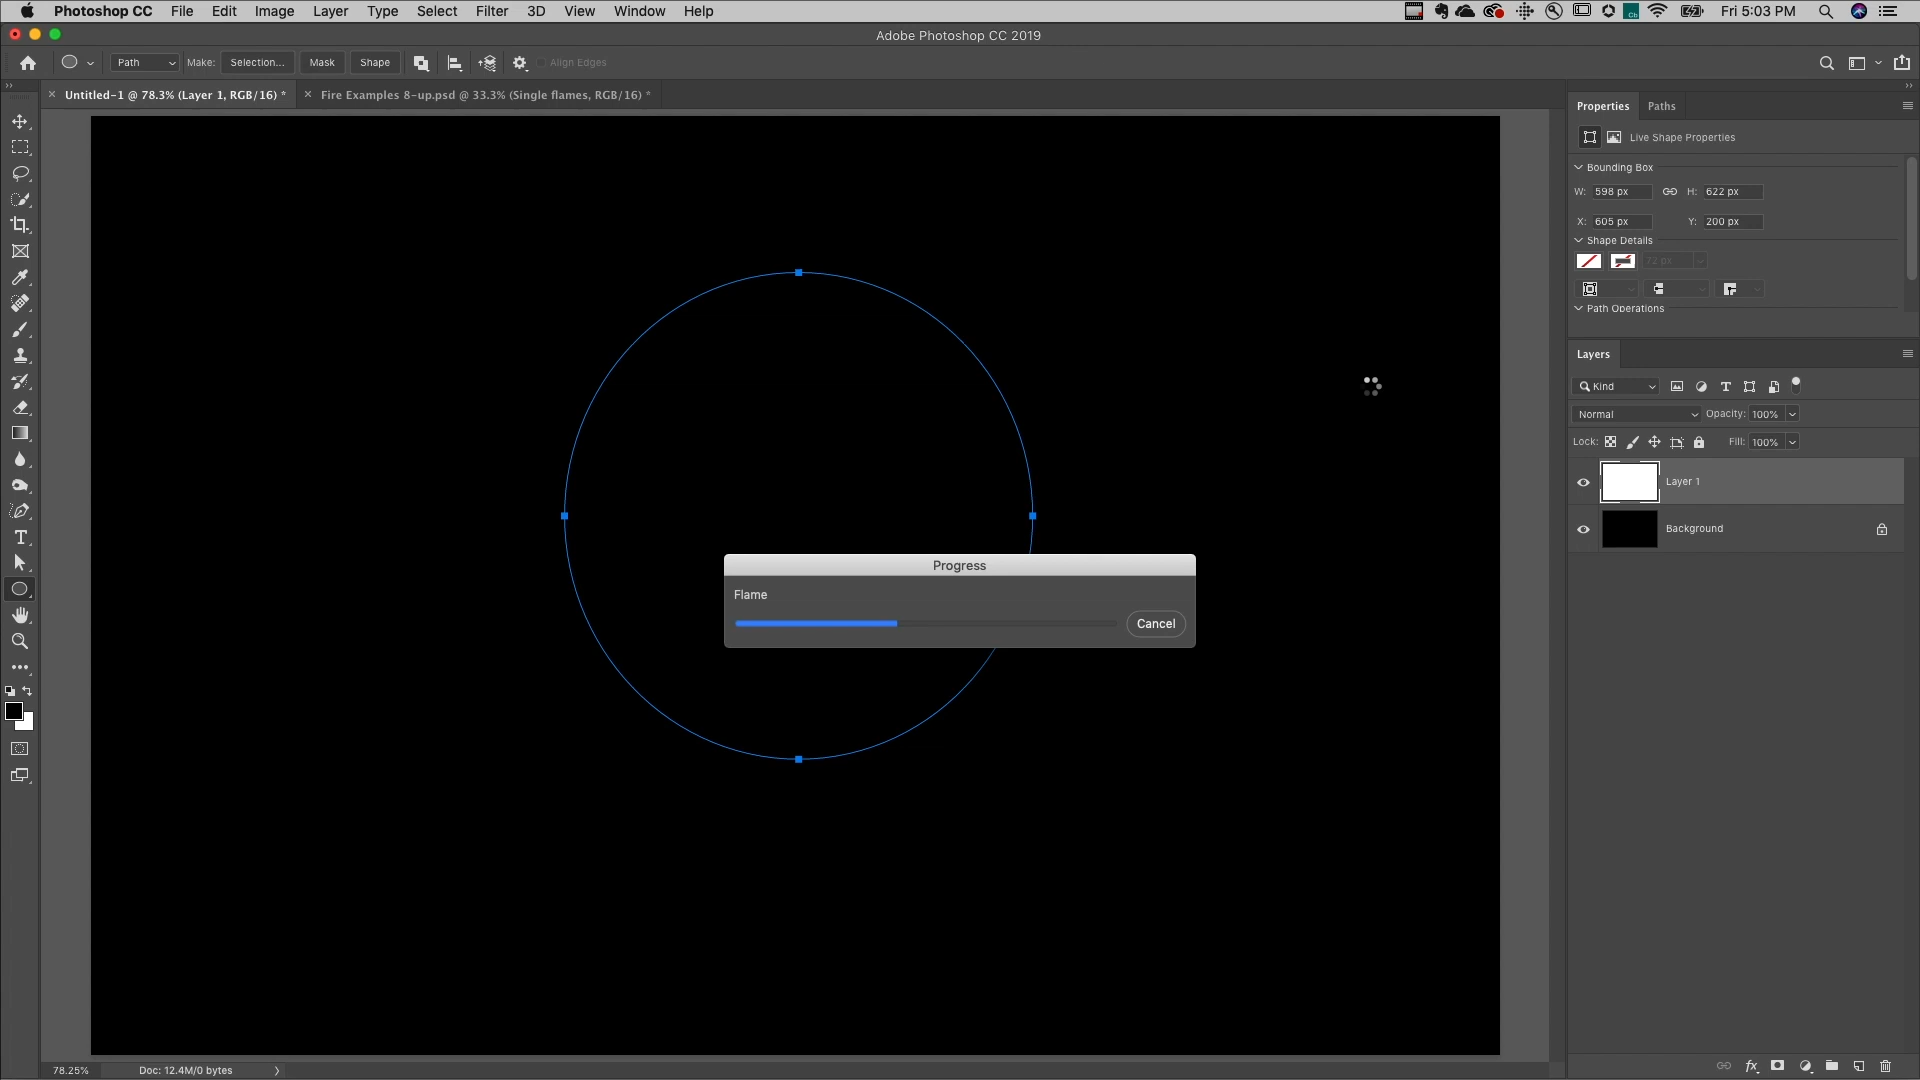 Photoshop CC File Edit Image Layer Type Select Filter 3D View Window Help Fri 5:03 PM
Adobe Photoshop CC 2019
Path Make: Selection... Mask Shape Align Edges
Untitled-1 @ 78.3% (Layer 1, RGB/16) * Fire Examples 8-up.psd @ 33.3% (Single flames, RGB/16) *
Properties Paths
Live Shape Properties
Bounding Box
W: 598 px H: 622 px
X: 605 px Y: 200 px
Shape Details
72 px
Path Operations
Layers
Kind
Normal Opacity: 100%
Lock: Fill: 100%
Layer 1
Background
Progress
Flame
Cancel
78.25% Doc: 12.4M/0 bytes